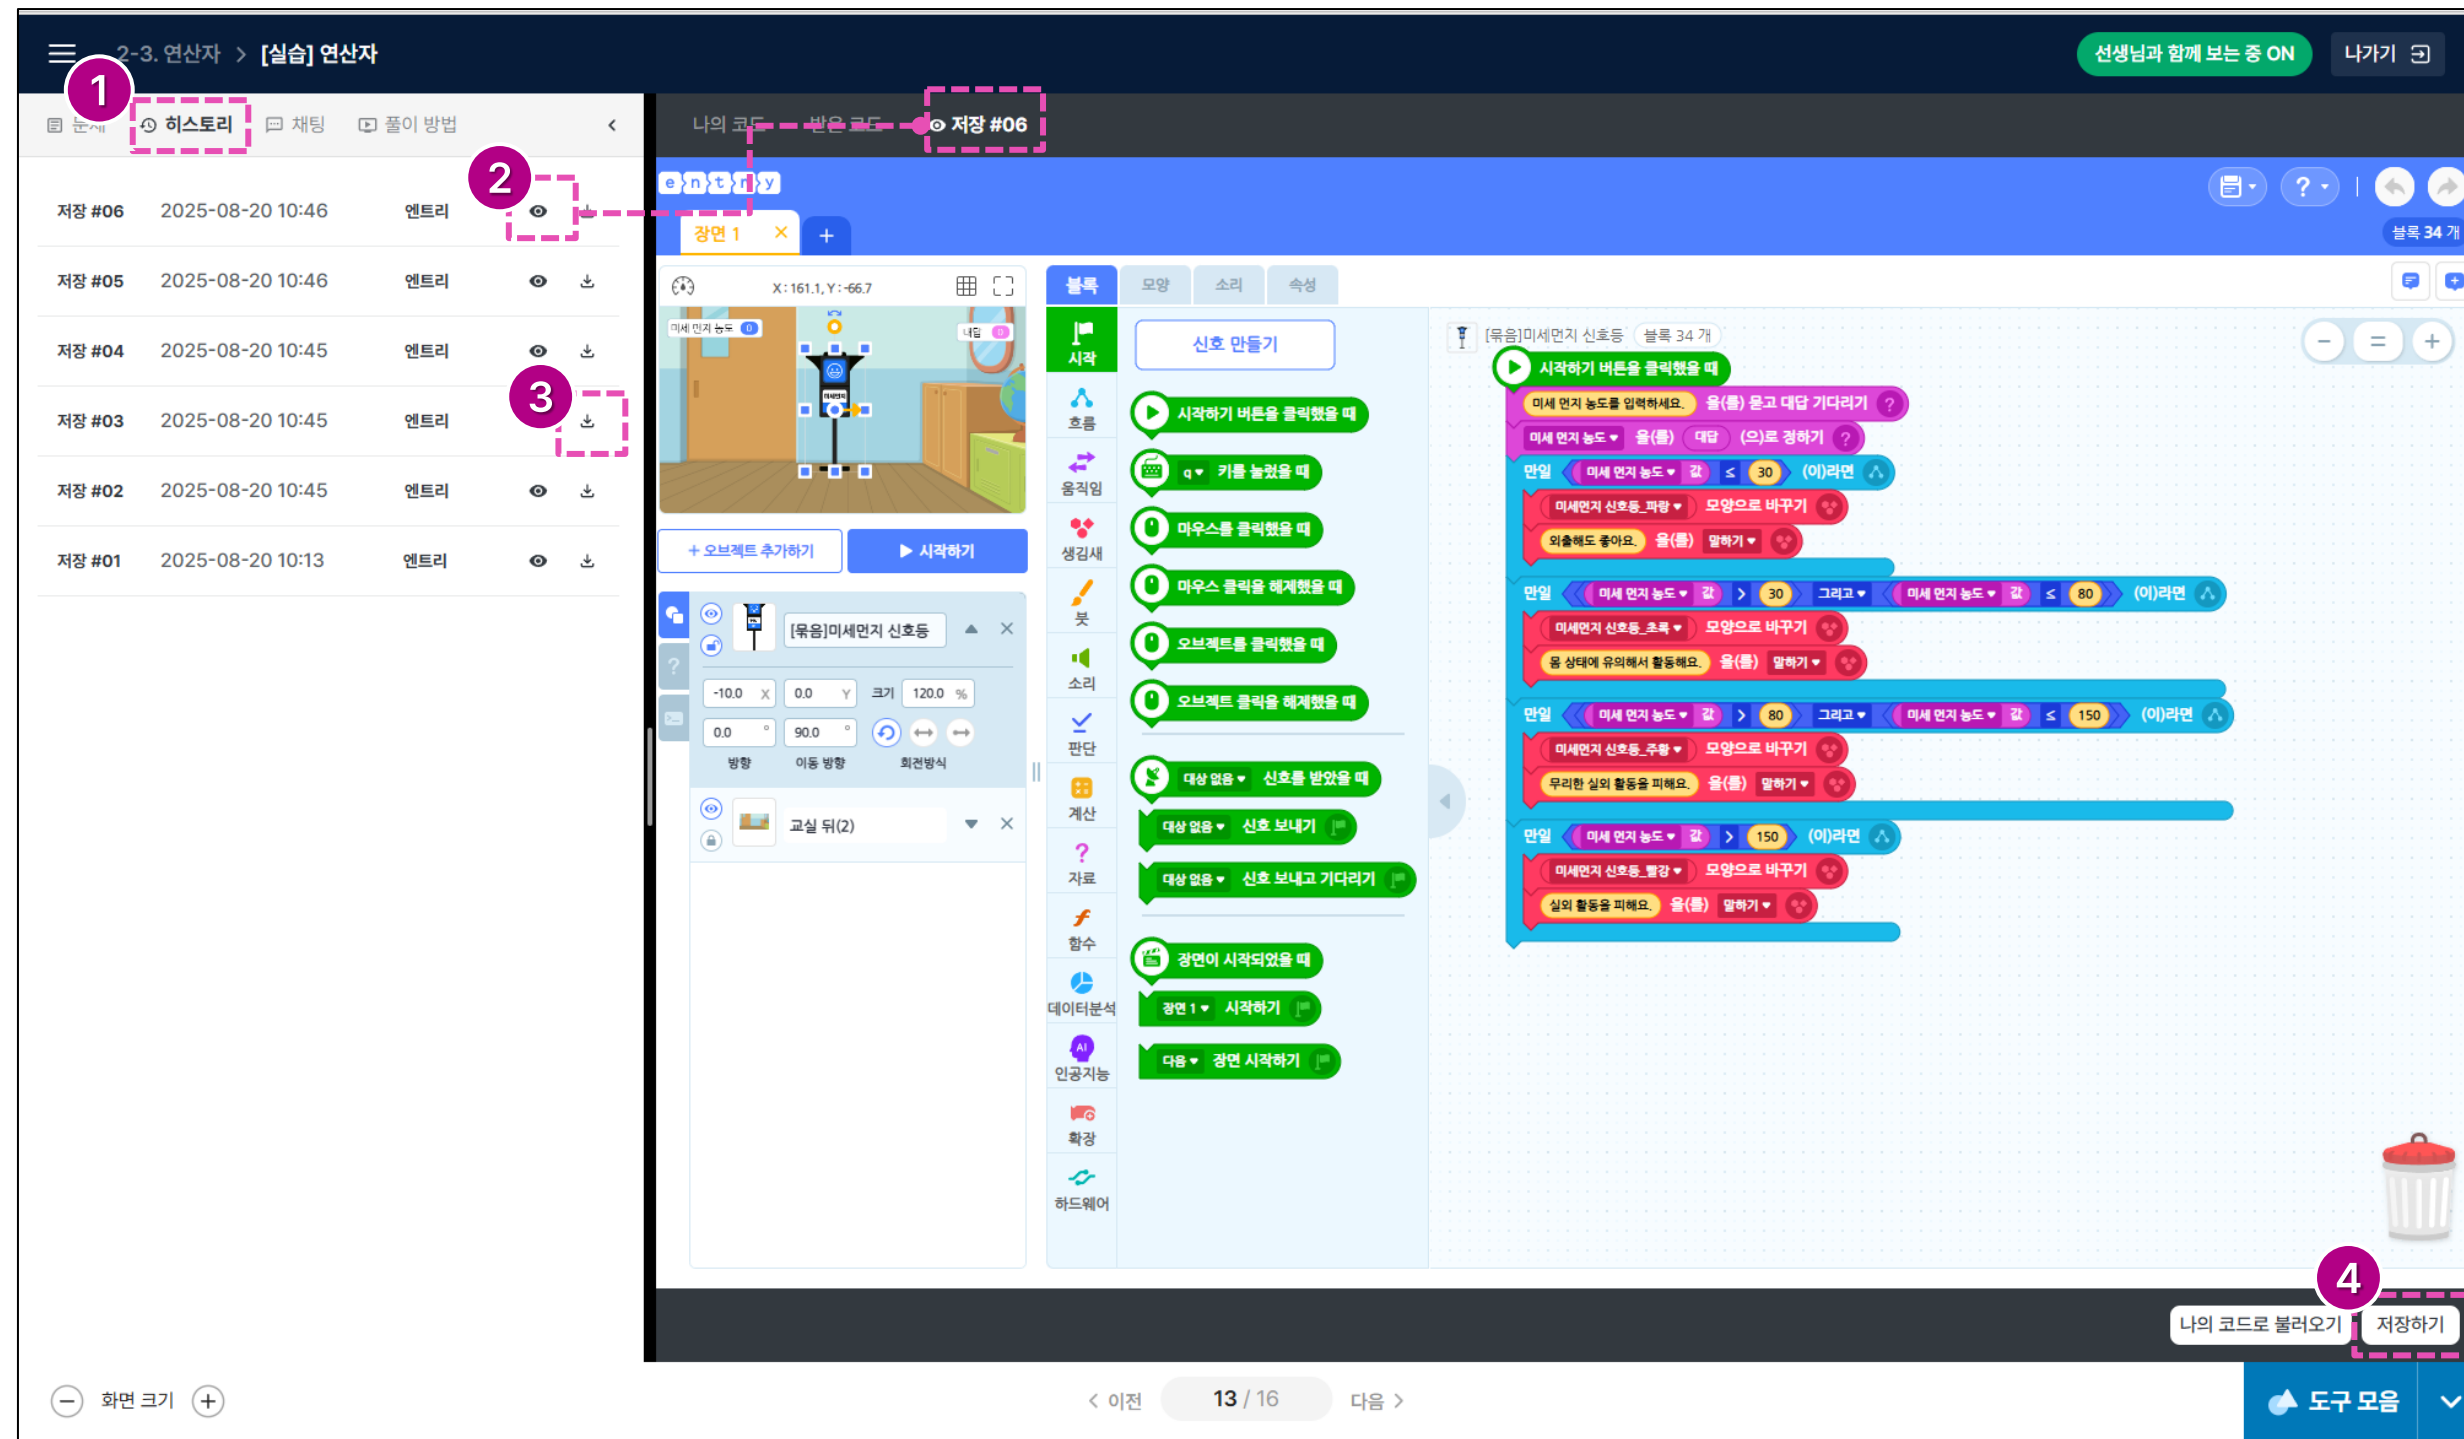 2-3. 연산자 > [실습] 연산자
선생님과 함께 보는 중 ON
나가기
1
히스토리
채팅
풀이 방법
나의 코드
받은 코드
저장 #06
2
저장 #06 2025-08-20 10:46 엔트리
저장 #05 2025-08-20 10:46 엔트리
저장 #04 2025-08-20 10:45 엔트리
3
저장 #03 2025-08-20 10:45 엔트리
저장 #02 2025-08-20 10:45 엔트리
저장 #01 2025-08-20 10:13 엔트리
entry
장면 1
블록 34 개
X : 161.1, Y : -66.7
미세 먼지 농도 0
대답 0
미세먼지
+ 오브젝트 추가하기
시작하기
[묶음]미세먼지 신호등
-10.0 X 0.0 Y 크기 120.0 %
0.0 ° 90.0 °
방향 이동 방향 회전방식
교실 뒤(2)
블록 모양 소리 속성
시작
흐름
움직임
생김새
붓
소리
판단
계산
자료
함수
데이터분석
AI
인공지능
확장
하드웨어
신호 만들기
시작하기 버튼을 클릭했을 때
q 키를 눌렀을 때
마우스를 클릭했을 때
마우스 클릭을 해제했을 때
오브젝트를 클릭했을 때
오브젝트 클릭을 해제했을 때
대상 없음 신호를 받았을 때
대상 없음 신호 보내기
대상 없음 신호 보내고 기다리기
장면이 시작되었을 때
장면 1 시작하기
다음 장면 시작하기
[묶음]미세먼지 신호등 블록 34 개
시작하기 버튼을 클릭했을 때
미세 먼지 농도를 입력하세요. 을(를) 묻고 대답 기다리기 ?
미세 먼지 농도 을(를) 대답 (으)로 정하기 ?
만일 미세 먼지 농도 값 ≤ 30 (이)라면
미세먼지 신호등_파랑 모양으로 바꾸기
외출해도 좋아요. 을(를) 말하기
만일 미세 먼지 농도 값 > 30 그리고 미세 먼지 농도 값 ≤ 80 (이)라면
미세먼지 신호등_초록 모양으로 바꾸기
몸 상태에 유의해서 활동해요. 을(를) 말하기
만일 미세 먼지 농도 값 > 80 그리고 미세 먼지 농도 값 ≤ 150 (이)라면
미세먼지 신호등_주황 모양으로 바꾸기
무리한 실외 활동을 피해요. 을(를) 말하기
만일 미세 먼지 농도 값 > 150 (이)라면
미세먼지 신호등_빨강 모양으로 바꾸기
실외 활동을 피해요. 을(를) 말하기
4
나의 코드로 불러오기
저장하기
화면 크기
< 이전 13 / 16 다음 >
도구 모음